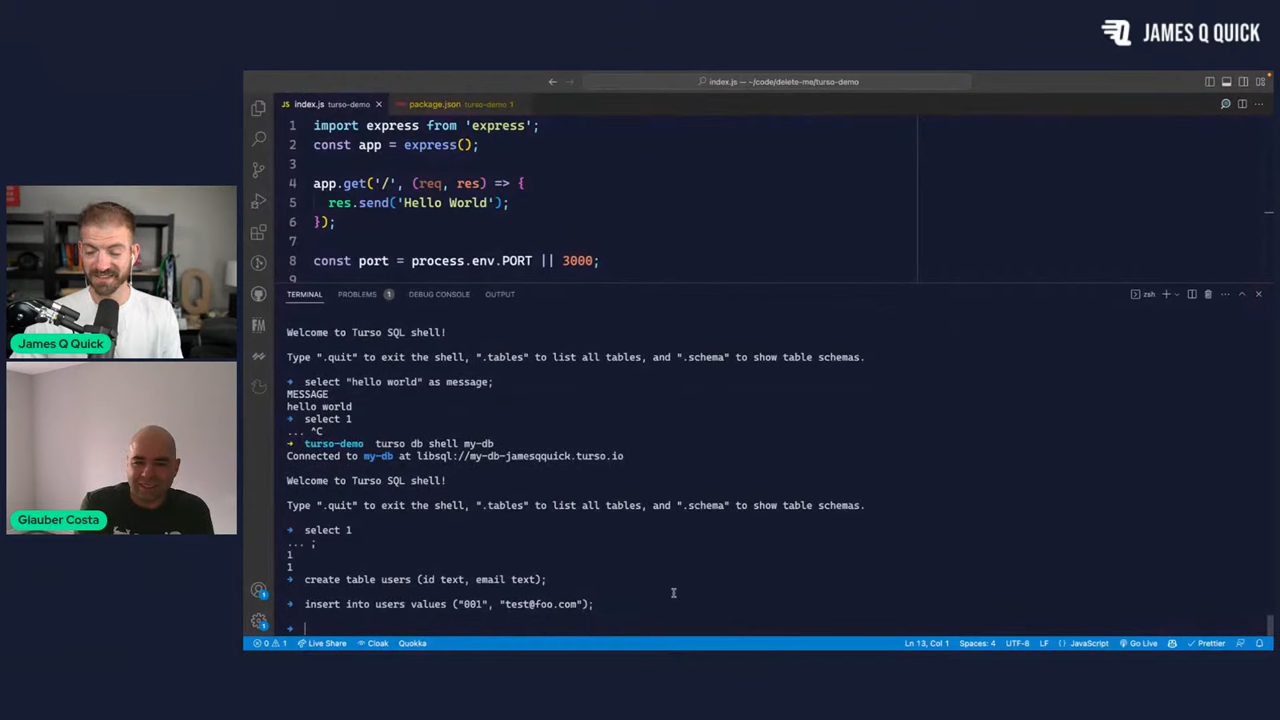 JAMES Q QUICK
index.js — ~/code/delete-me/turso-demo
JS index.js turso-demo
package.json turso-demo 1
1 import express from 'express';
2 const app = express();
3
4 app.get('/', (req, res) => {
5 res.send('Hello World');
6 });
7
8 const port = process.env.PORT || 3000;
9
TERMINAL PROBLEMS 1 DEBUG CONSOLE OUTPUT
zsh
Welcome to Turso SQL shell!
Type ".quit" to exit the shell, ".tables" to list all tables, and ".schema" to show table schemas.
→ select "hello world" as message;
MESSAGE
hello world
→ select 1
... ^C
→ turso-demo turso db shell my-db
Connected to my-db at libsql://my-db-jamesqquick.turso.io
Welcome to Turso SQL shell!
Type ".quit" to exit the shell, ".tables" to list all tables, and ".schema" to show table schemas.
→ select 1
... ;
1
1
→ create table users (id text, email text);
→ insert into users values ("001", "test@foo.com");
→
James Q Quick
Glauber Costa
FM
1
1
0 1 Live Share Cloak Quokka
Ln 13, Col 1 Spaces: 4 UTF-8 LF JavaScript Go Live Prettier
Q